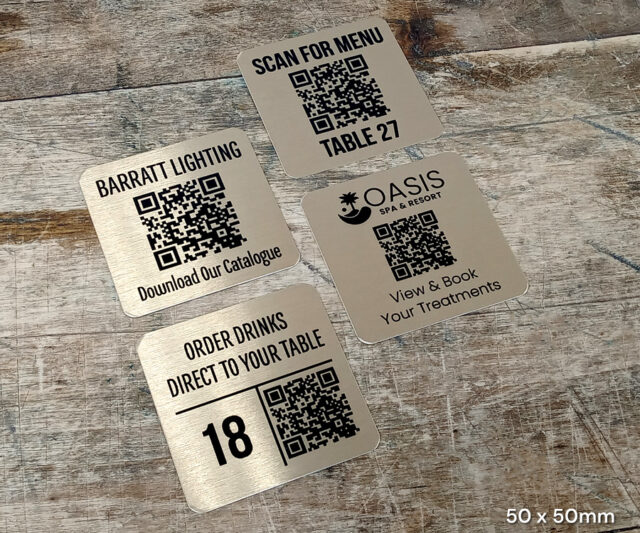 SCAN FOR MENU
TABLE 27
BARRATT LIGHTING
Download Our Catalogue
OASIS
SPA & RESORT
View & Book
Your Treatments
ORDER DRINKS
DIRECT TO YOUR TABLE
18
50 x 50mm